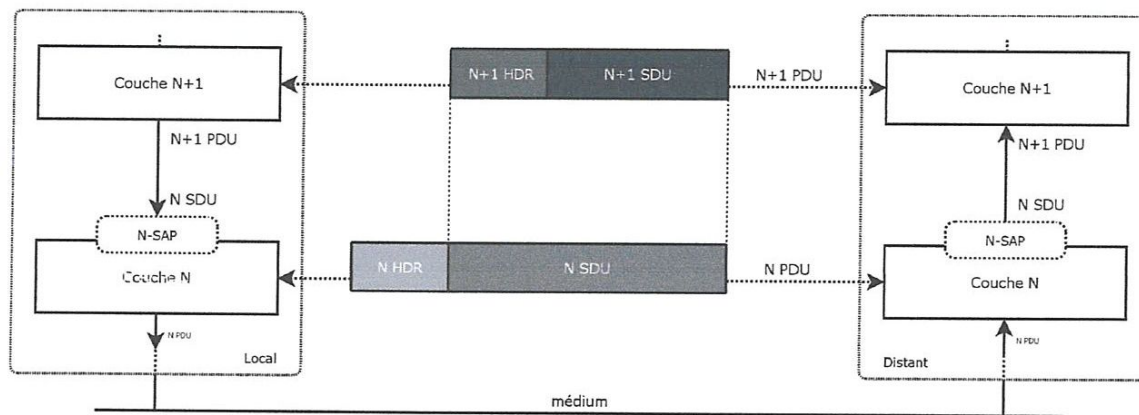 Couche N+1
N+1 PDU
N SDU
N-SAP
Couche N
N PDU
Local
N+1 HDR
N+1 SDU
N+1 PDU
N HDR
N SDU
N PDU
médium
Couche N+1
N+1 PDU
N SDU
N-SAP
Couche N
N PDU
Distant